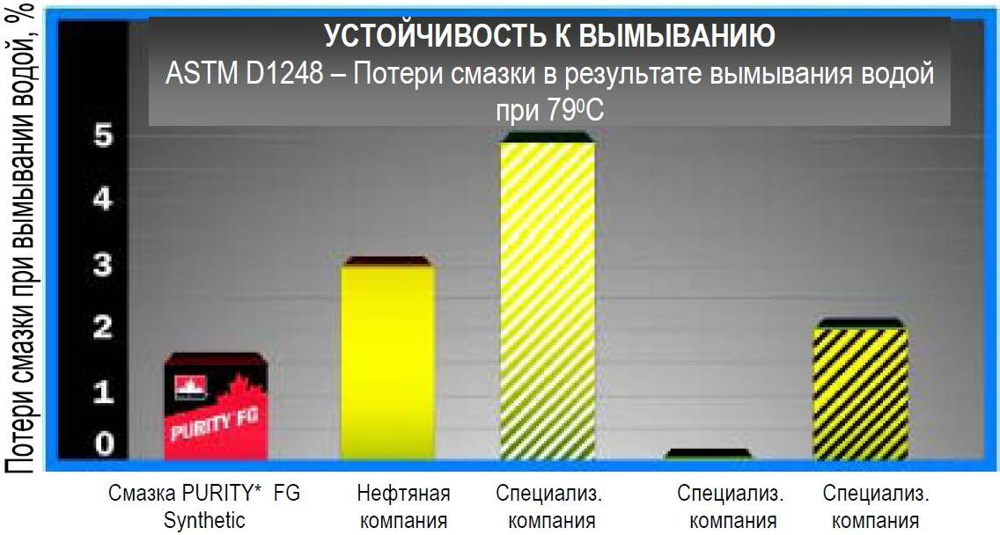 Потери смазки при вымывании водой, %
УСТОЙЧИВОСТЬ К ВЫМЫВАНИЮ
ASTM D1248 – Потери смазки в результате вымывания водой
при 79⁰С
5
4
3
2
1
0
PURITY FG
Смазка PURITY* FG
Synthetic
Нефтяная
компания
Специализ.
компания
Специализ.
компания
Специализ.
компания